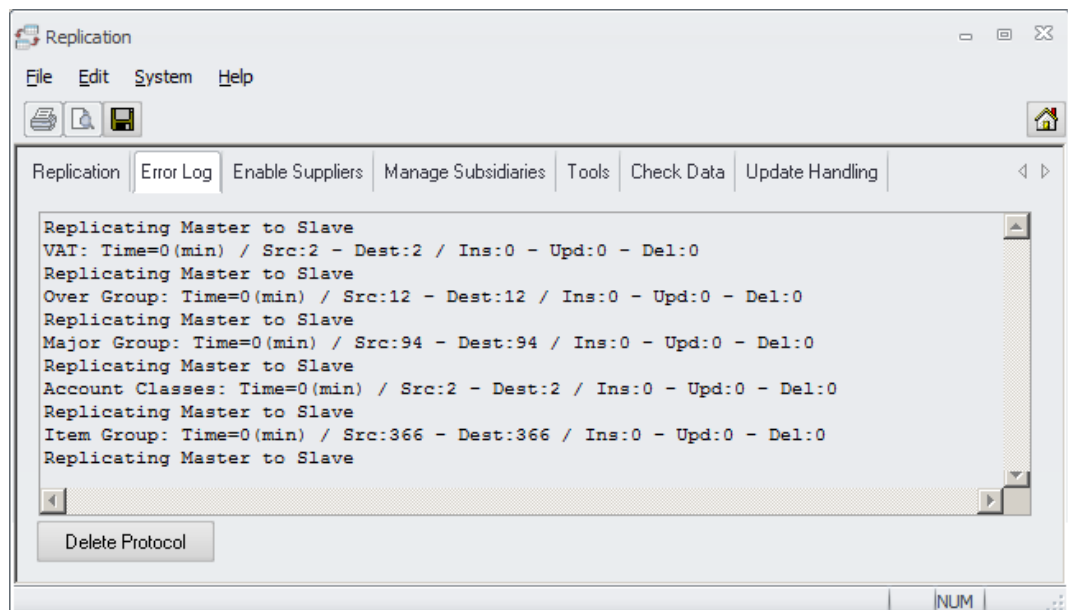 Replication
File Edit System Help
Replication Error Log Enable Suppliers Manage Subsidiaries Tools Check Data Update Handling
Replicating Master to Slave
VAT: Time=0(min) / Src:2 - Dest:2 / Ins:0 - Upd:0 - Del:0
Replicating Master to Slave
Over Group: Time=0(min) / Src:12 - Dest:12 / Ins:0 - Upd:0 - Del:0
Replicating Master to Slave
Major Group: Time=0(min) / Src:94 - Dest:94 / Ins:0 - Upd:0 - Del:0
Replicating Master to Slave
Account Classes: Time=0(min) / Src:2 - Dest:2 / Ins:0 - Upd:0 - Del:0
Replicating Master to Slave
Item Group: Time=0(min) / Src:366 - Dest:366 / Ins:0 - Upd:0 - Del:0
Replicating Master to Slave
Delete Protocol
NUM